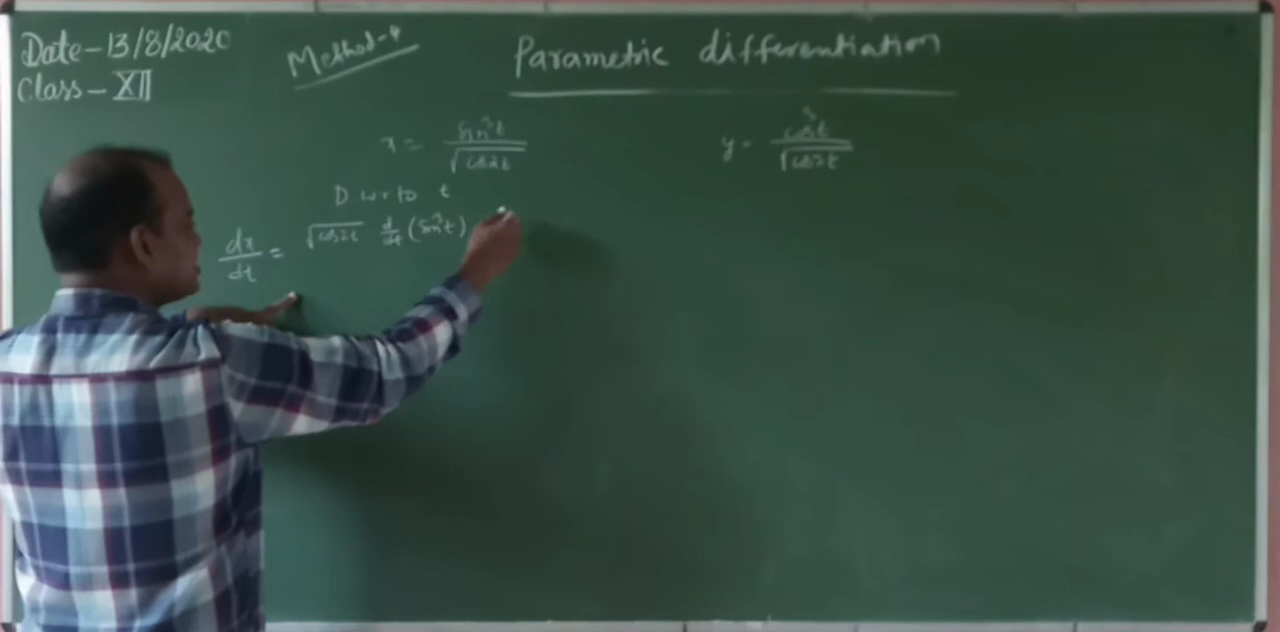 Date-13/8/2020
Class-XII
Method-4
Parametric differentiation
x = sin³t / √cos2t
y = cos³t / √cos2t
D w r to t
dx/dt = √cos2t d/dt (sin³t)